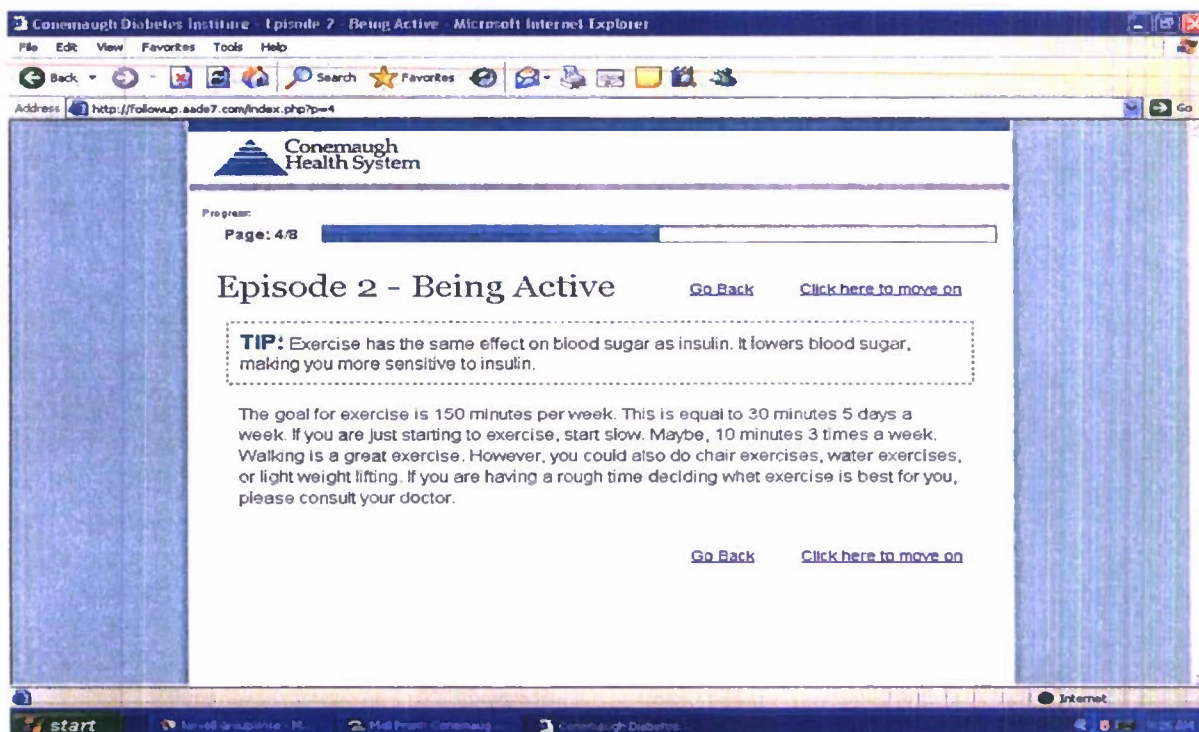 Conemaugh Diabetes Institute - Episode 2 - Being Active - Microsoft Internet Explorer
File Edit View Favorites Tools Help
Back Search Favorites
Address http://followup.aade7.com/index.php?p=4 Go
Conemaugh
Health System
Progress:
Page: 4/8
Episode 2 - Being Active Go Back Click here to move on
TIP: Exercise has the same effect on blood sugar as insulin. It lowers blood sugar,
making you more sensitive to insulin.
The goal for exercise is 150 minutes per week. This is equal to 30 minutes 5 days a
week. If you are just starting to exercise, start slow. Maybe, 10 minutes 3 times a week.
Walking is a great exercise. However, you could also do chair exercises, water exercises,
or light weight lifting. If you are having a rough time deciding what exercise is best for you,
please consult your doctor.
Go Back Click here to move on
Internet
start Novell Groupwise - M... Conemaugh Diabetes...